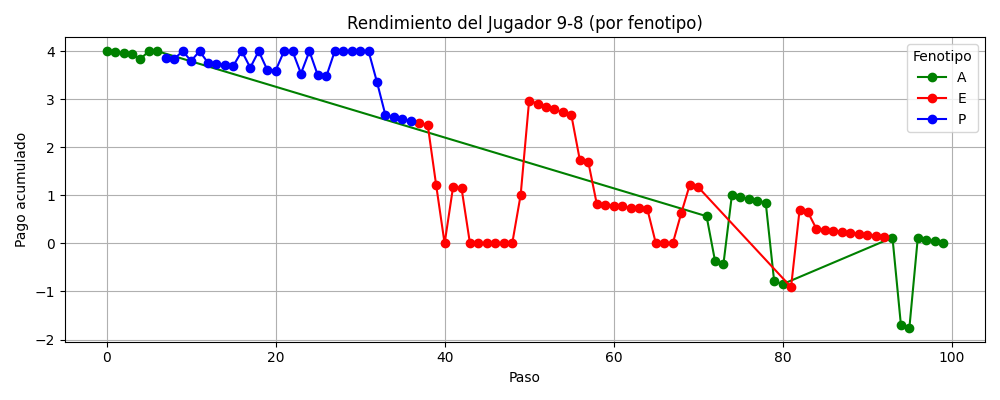 Rendimiento del Jugador 9-8 (por fenotipo)
Pago acumulado
4
3
2
1
0
−1
−2
Fenotipo
A
E
P
0 20 40 60 80 100
Paso